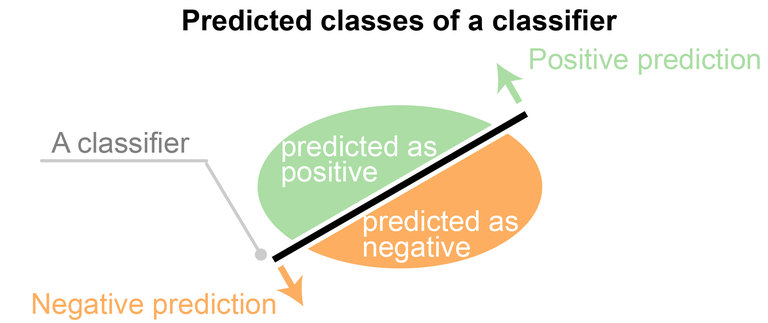 Predicted classes of a classifier
Positive prediction
A classifier
predicted as
positive
predicted as
negative
Negative prediction